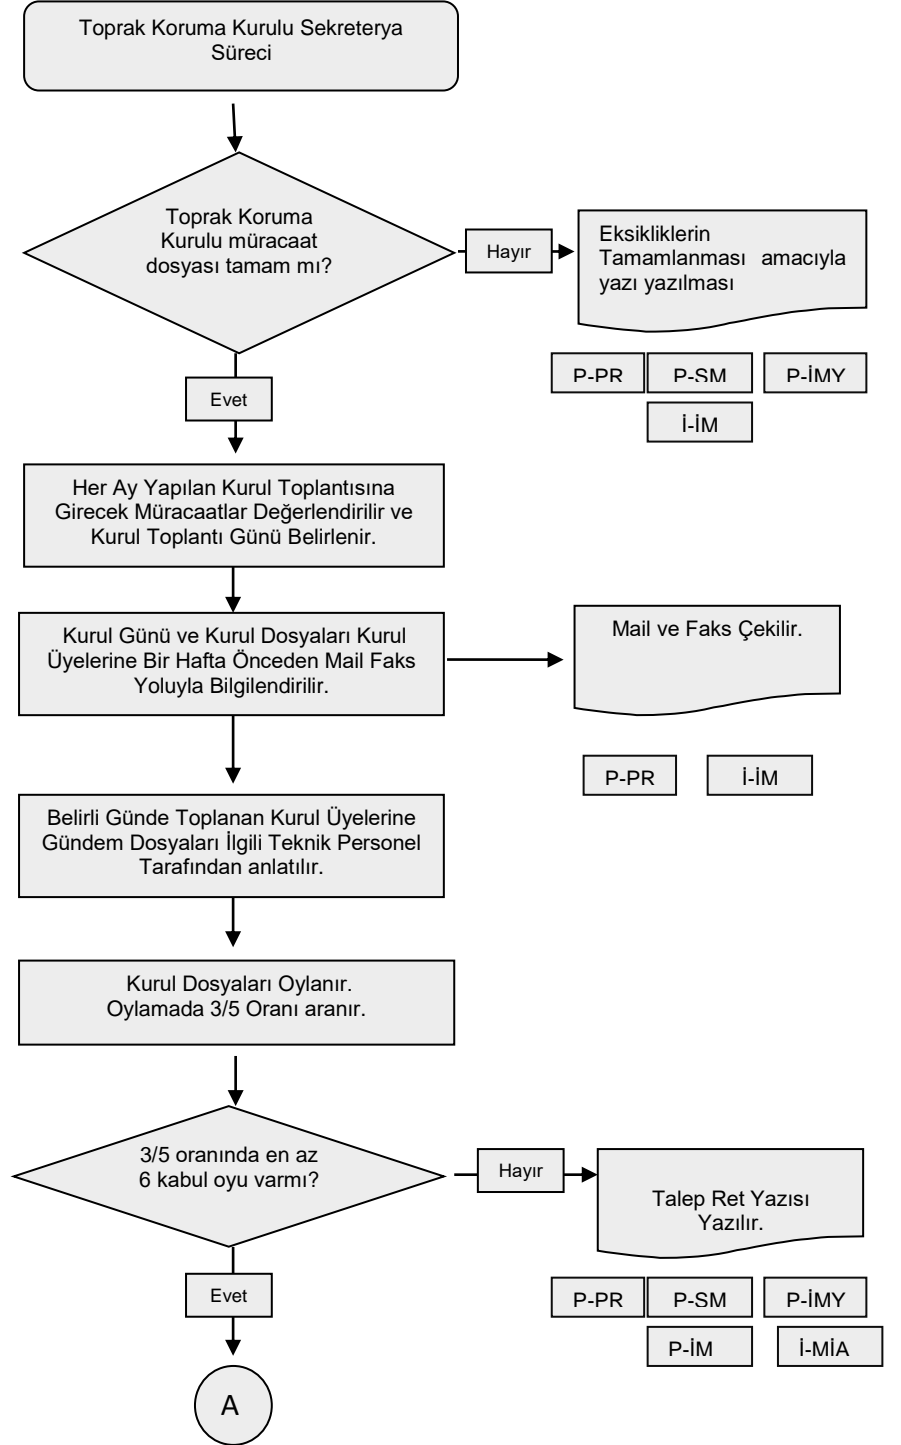 Toprak Koruma Kurulu Sekreterya
Süreci
Toprak Koruma
Kurulu müracaat
dosyası tamam mı?
Hayır
Eksikliklerin
Tamamlanması amacıyla
yazı yazılması
P-PR
P-SM
P-İMY
İ-İM
Evet
Her Ay Yapılan Kurul Toplantısına
Girecek Müracaatlar Değerlendirilir ve
Kurul Toplantı Günü Belirlenir.
Kurul Günü ve Kurul Dosyaları Kurul
Üyelerine Bir Hafta Önceden Mail Faks
Yoluyla Bilgilendirilir.
Mail ve Faks Çekilir.
P-PR
İ-İM
Belirli Günde Toplanan Kurul Üyelerine
Gündem Dosyaları İlgili Teknik Personel
Tarafından anlatılır.
Kurul Dosyaları Oylanır.
Oylamada 3/5 Oranı aranır.
3/5 oranında en az
6 kabul oyu varmı?
Hayır
Talep Ret Yazısı
Yazılır.
P-PR
P-SM
P-İMY
P-İM
İ-MİA
Evet
A